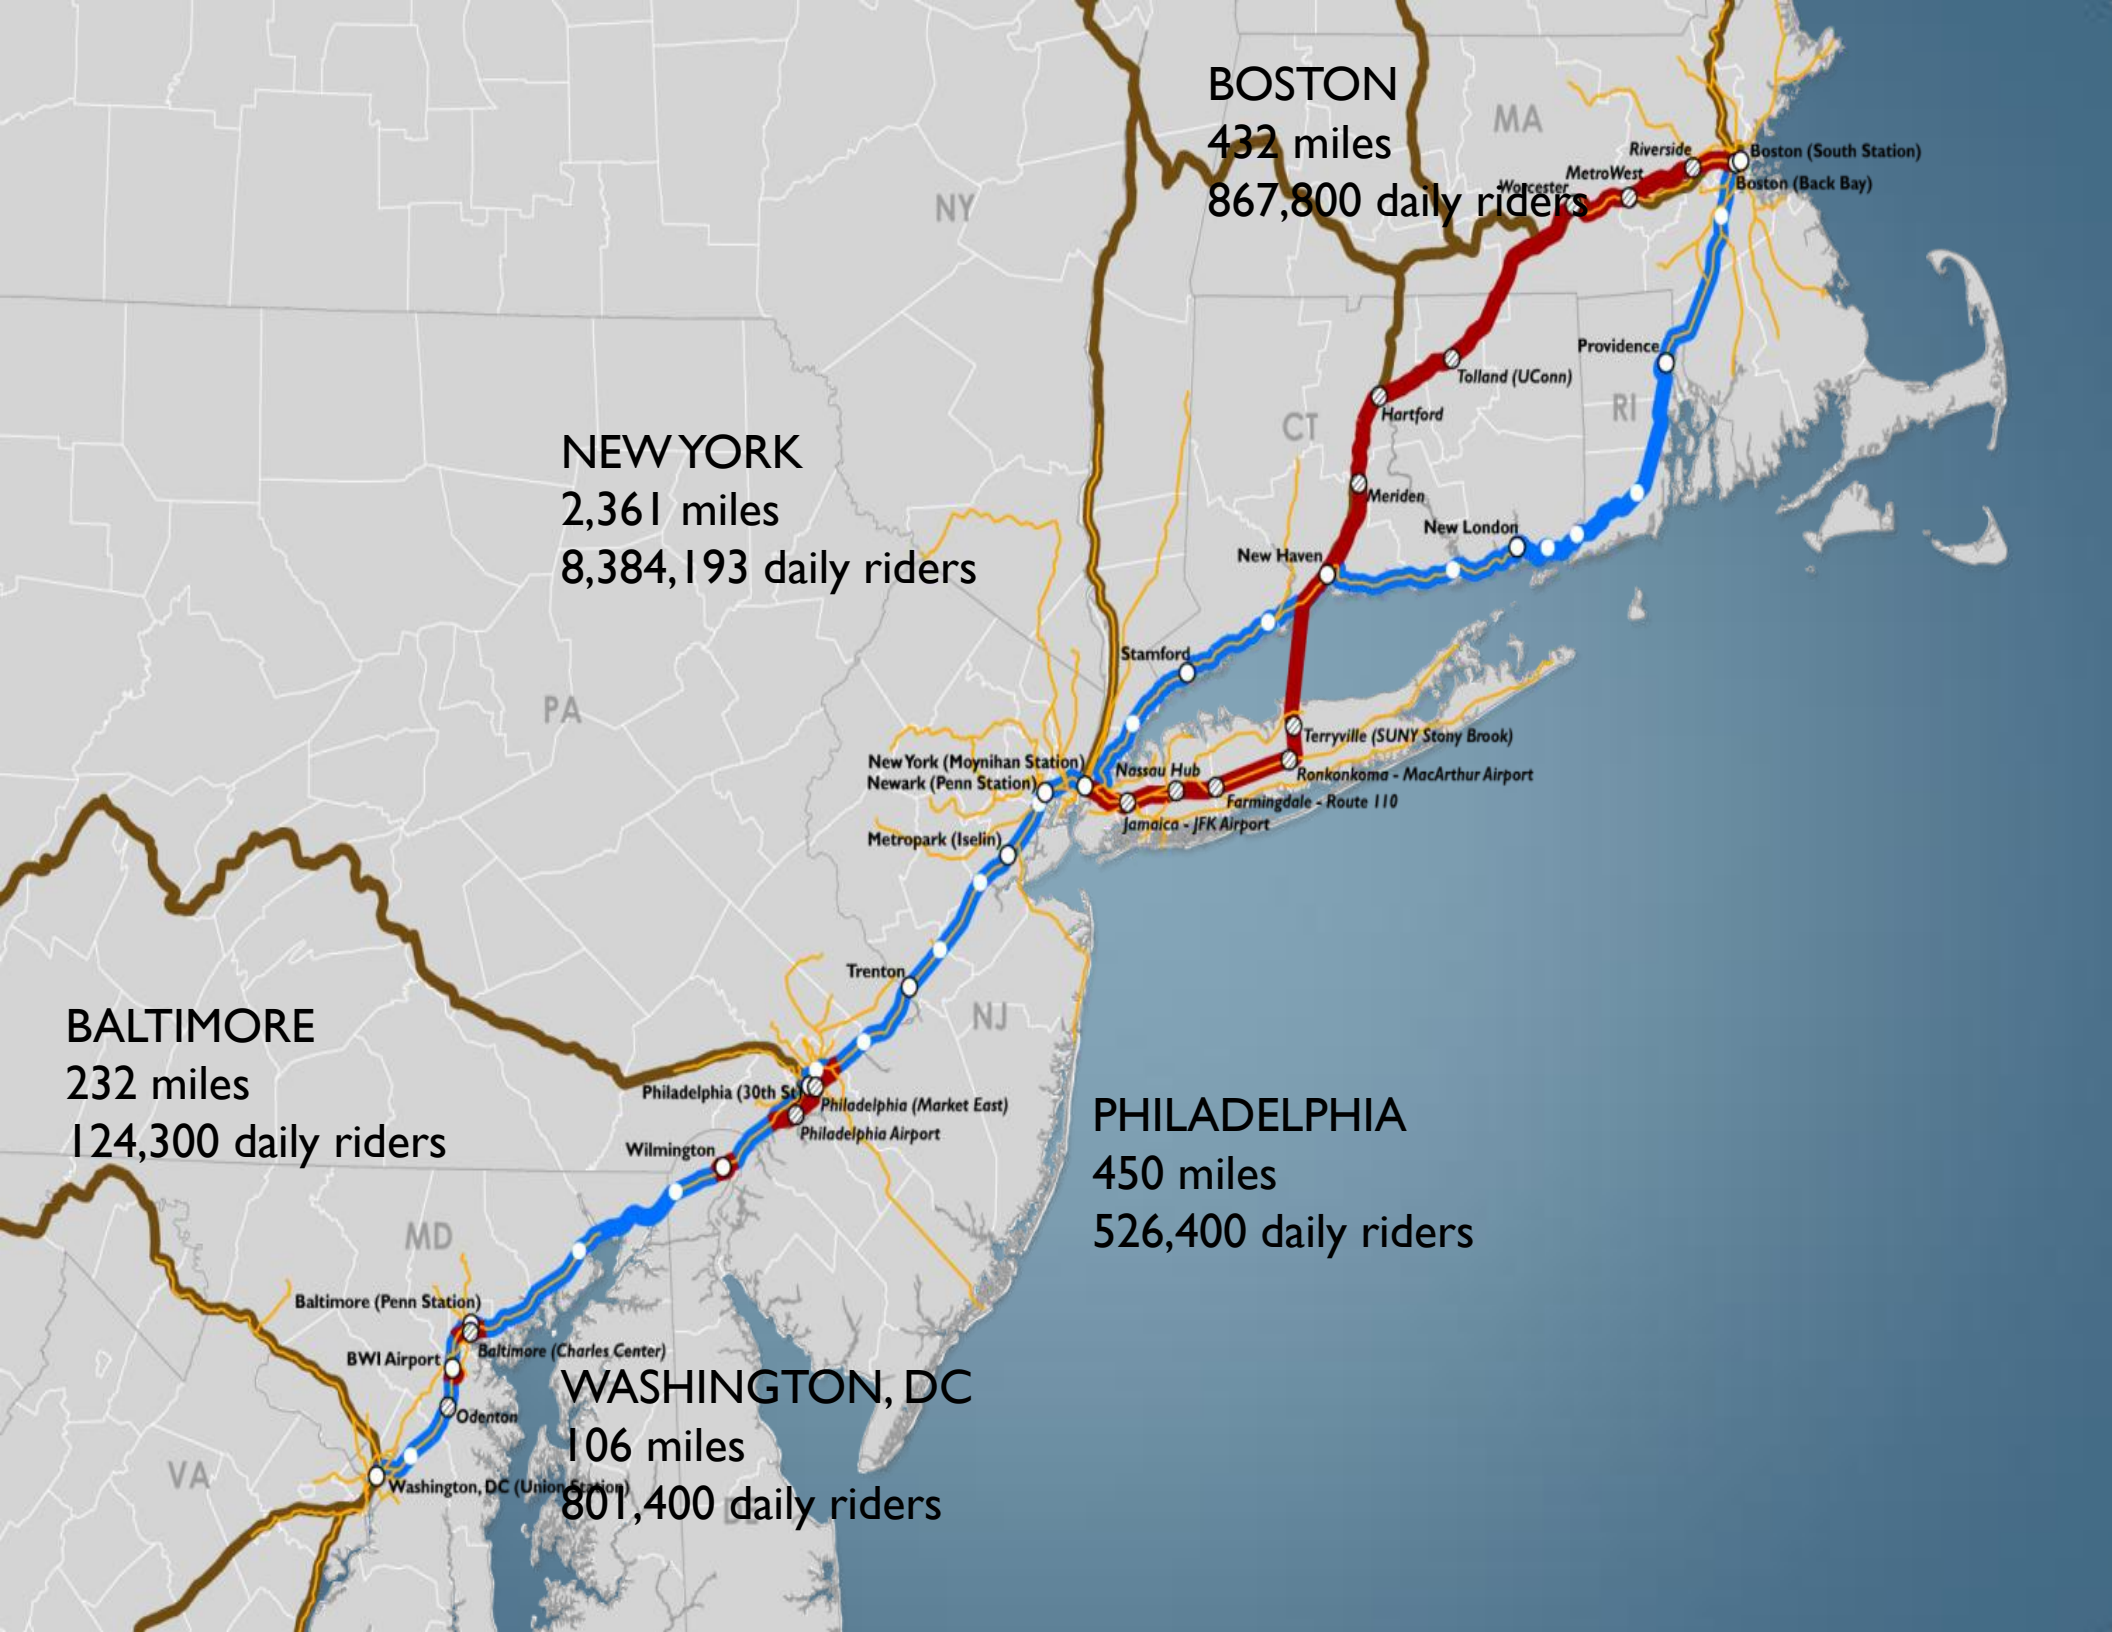 BOSTON
432 miles
867,800 daily riders
MA
Riverside
Boston (South Station)
MetroWest
Boston (Back Bay)
Worcester
NY
Providence
Tolland (UConn)
RI
Hartford
CT
NEW YORK
2,361 miles
8,384,193 daily riders
Meriden
New London
New Haven
Stamford
PA
Terryville (SUNY Stony Brook)
New York (Moynihan Station)
Nassau Hub
Ronkonkoma - MacArthur Airport
Newark (Penn Station)
Farmingdale - Route 110
Jamaica - JFK Airport
Metropark (Iselin)
Trenton
NJ
BALTIMORE
232 miles
124,300 daily riders
Philadelphia (30th St)
Philadelphia (Market East)
Philadelphia Airport
PHILADELPHIA
450 miles
526,400 daily riders
Wilmington
MD
Baltimore (Penn Station)
Baltimore (Charles Center)
BWI Airport
WASHINGTON, DC
106 miles
801,400 daily riders
Odenton
VA
Washington, DC (Union Station)